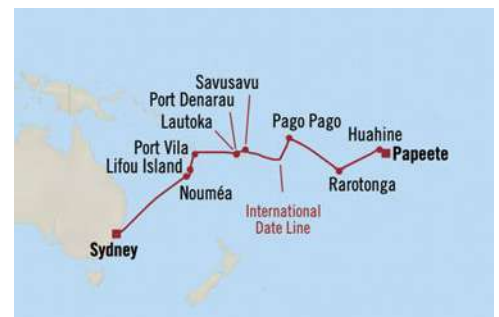 Savusavu
Port Denarau
Lautoka
Pago Pago
Huahine
Port Vila
Papeete
Lifou Island
Rarotonga
Nouméa
International
Date Line
Sydney